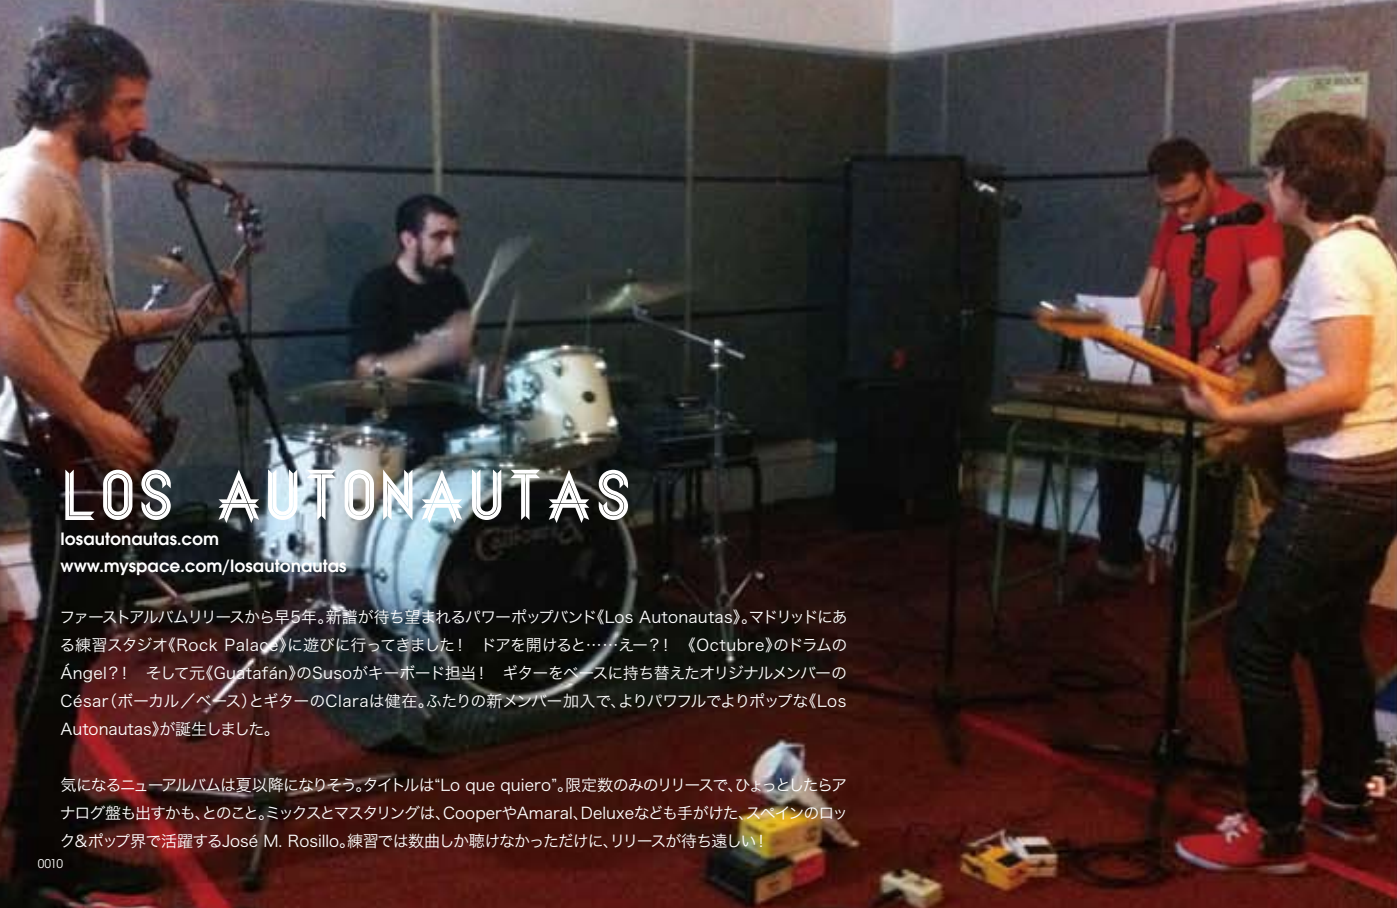 LOS AUTONAUTAS
losautonautas.com
www.myspace.com/losautonautas
ファーストアルバムリリースから早5年。新譜が待ち望まれるパワーポップバンド《Los Autonautas》。マドリッドにあ
る練習スタジオ《Rock Palace》に遊びに行ってきました！　ドアを開けると……えー？！　《Octubre》のドラムの
Ángel？！　そして元《Guatafán》のSusoがキーボード担当！　ギターをベースに持ち替えたオリジナルメンバーの
César（ボーカル／ベース）とギターのClaraは健在。ふたりの新メンバー加入で、よりパワフルでよりポップな《Los
Autonautas》が誕生しました。
気になるニューアルバムは夏以降になりそう。タイトルは“Lo que quiero”。限定数のみのリリースで、ひょっとしたらア
ナログ盤も出すかも、とのこと。ミックスとマスタリングは、CooperやAmaral、Deluxeなども手がけた、スペインのロッ
ク&ポップ界で活躍するJosé M. Rosillo。練習では数曲しか聴けなかっただけに、リリースが待ち遠しい！
0010